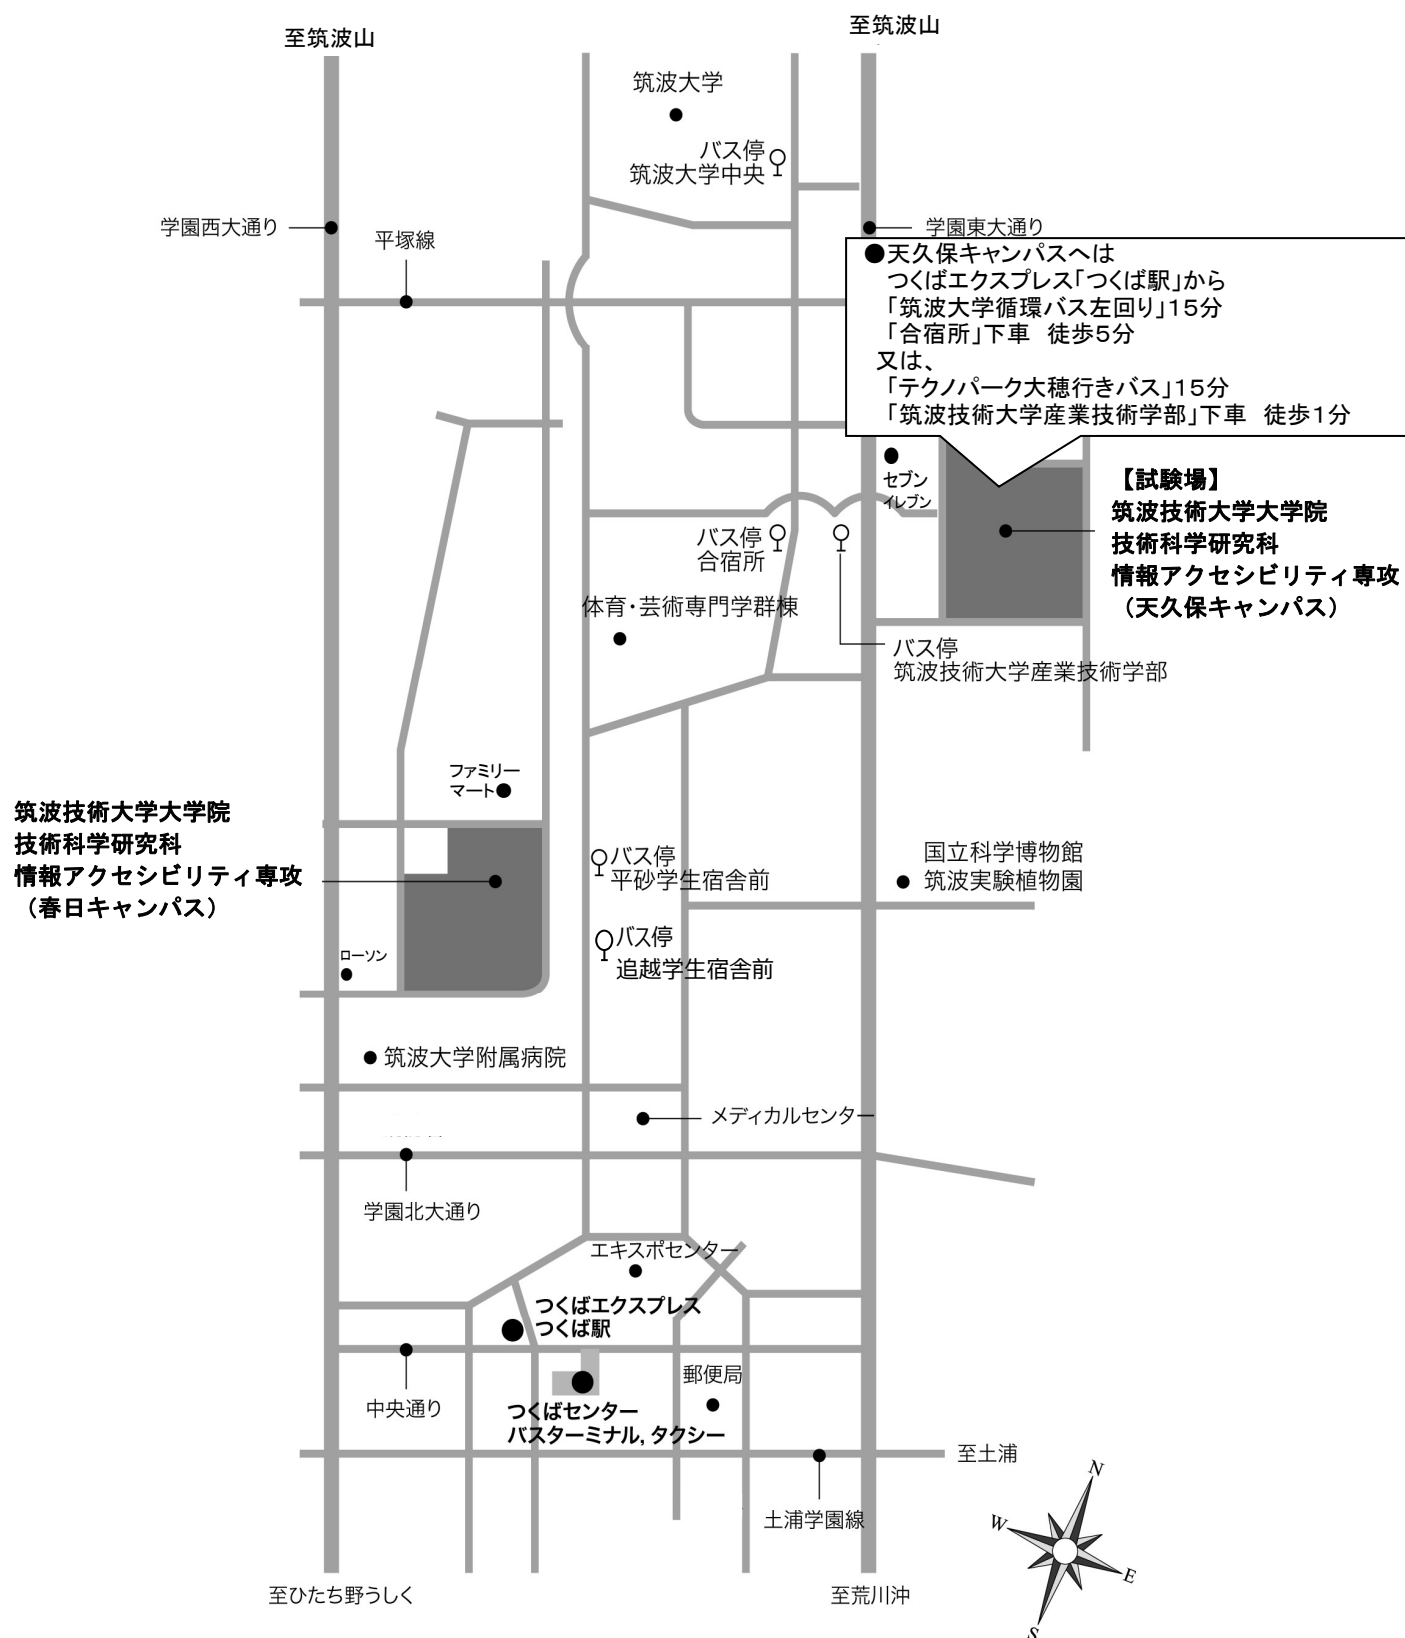 至筑波山
至筑波山
筑波大学
バス停
筑波大学中央
学園西大通り
平塚線
学園東大通り
●天久保キャンパスへは
つくばエクスプレス「つくば駅」から
「筑波大学循環バス左回り」15分
「合宿所」下車　徒歩5分
又は、
「テクノパーク大穂行きバス」15分
「筑波技術大学産業技術学部」下車　徒歩1分
セブン
イレブン
【試験場】
筑波技術大学大学院
技術科学研究科
情報アクセシビリティ専攻
（天久保キャンパス）
バス停
合宿所
体育・芸術専門学群棟
バス停
筑波技術大学産業技術学部
ファミリー
マート
筑波技術大学大学院
技術科学研究科
情報アクセシビリティ専攻
（春日キャンパス）
バス停
平砂学生宿舎前
国立科学博物館
筑波実験植物園
バス停
追越学生宿舎前
ローソン
筑波大学附属病院
メディカルセンター
学園北大通り
エキスポセンター
つくばエクスプレス
つくば駅
中央通り
郵便局
つくばセンター
バスターミナル, タクシー
至土浦
土浦学園線
N
W
E
S
至ひたち野うしく
至荒川沖